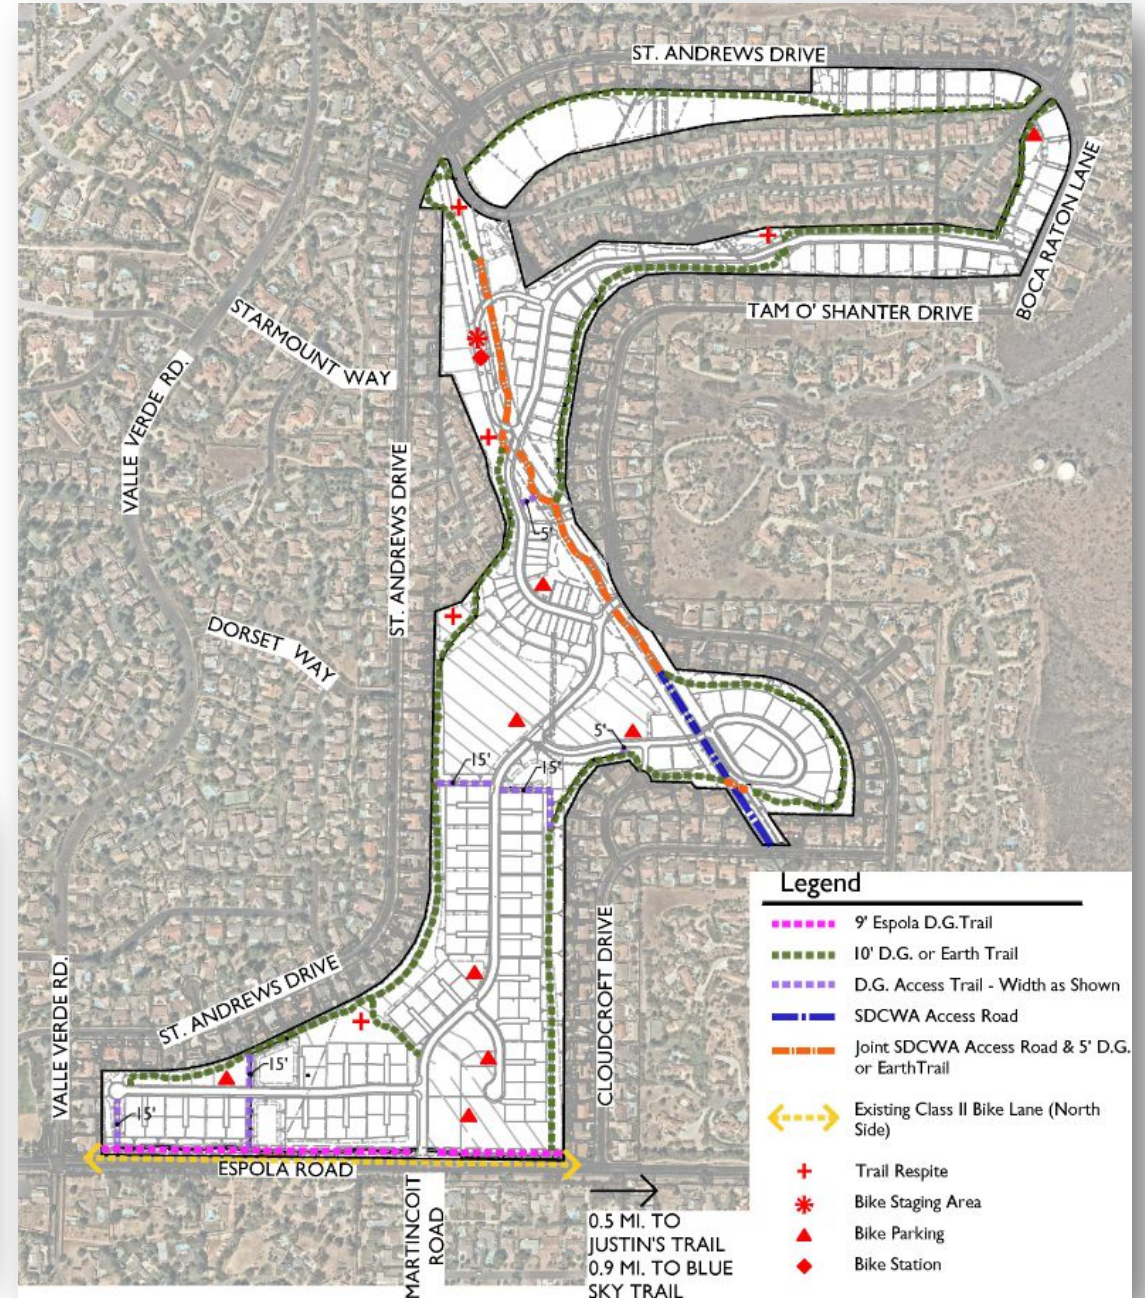 ST. ANDREWS DRIVE
BOCA RATON LANE
TAM O' SHANTER DRIVE
STARMOUNT WAY
VALLE VERDE RD.
ST. ANDREWS DRIVE
5'
DORSET WAY
5'
15'
15'
Legend
9' Espola D.G.Trail
10' D.G. or Earth Trail
D.G. Access Trail - Width as Shown
SDCWA Access Road
Joint SDCWA Access Road & 5' D.G.
or EarthTrail
Existing Class II Bike Lane (North
Side)
Trail Respite
Bike Staging Area
Bike Parking
Bike Station
CLOUDCROFT DRIVE
ST. ANDREWS DRIVE
VALLE VERDE RD.
15'
15'
ESPOLA ROAD
MARTINCOIT
ROAD
0.5 MI. TO
JUSTIN'S TRAIL
0.9 MI. TO BLUE
SKY TRAIL